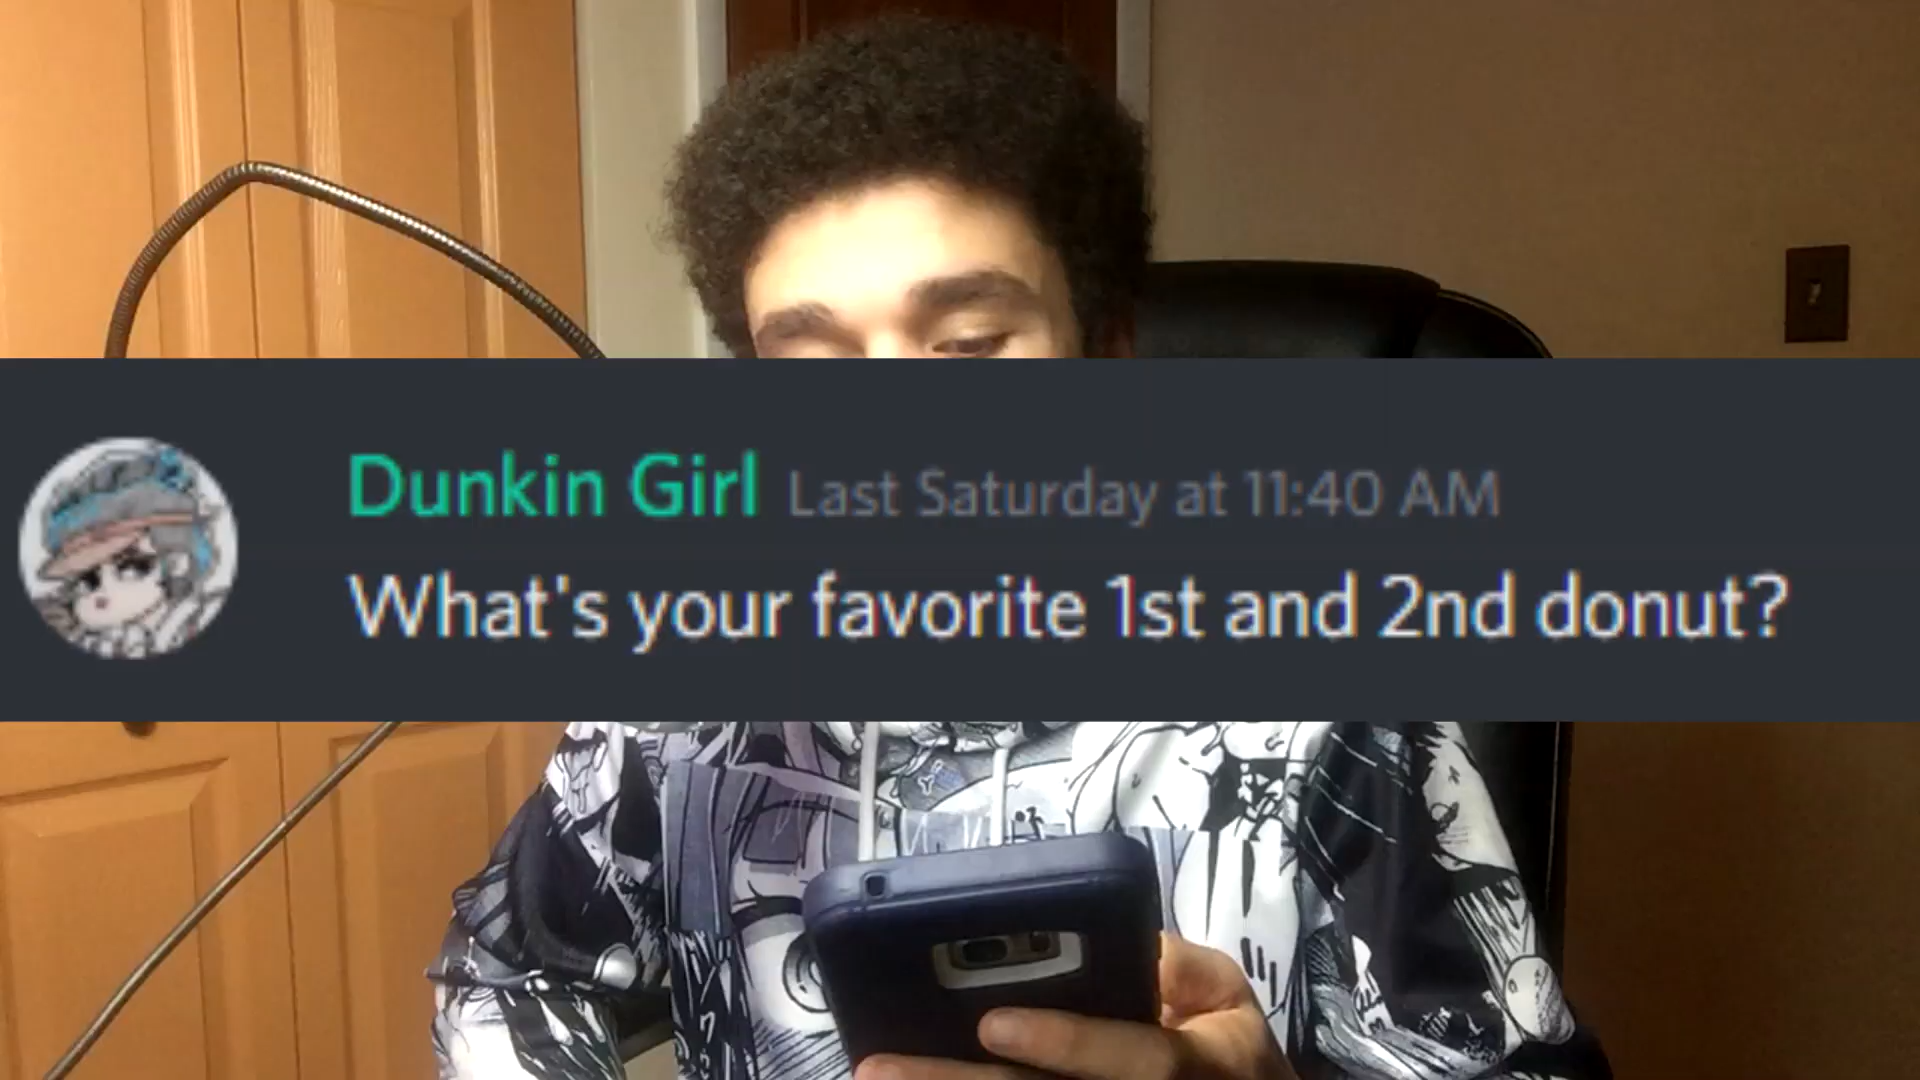 Dunkin Girl Last Saturday at 11:40 AM
What's your favorite 1st and 2nd donut?